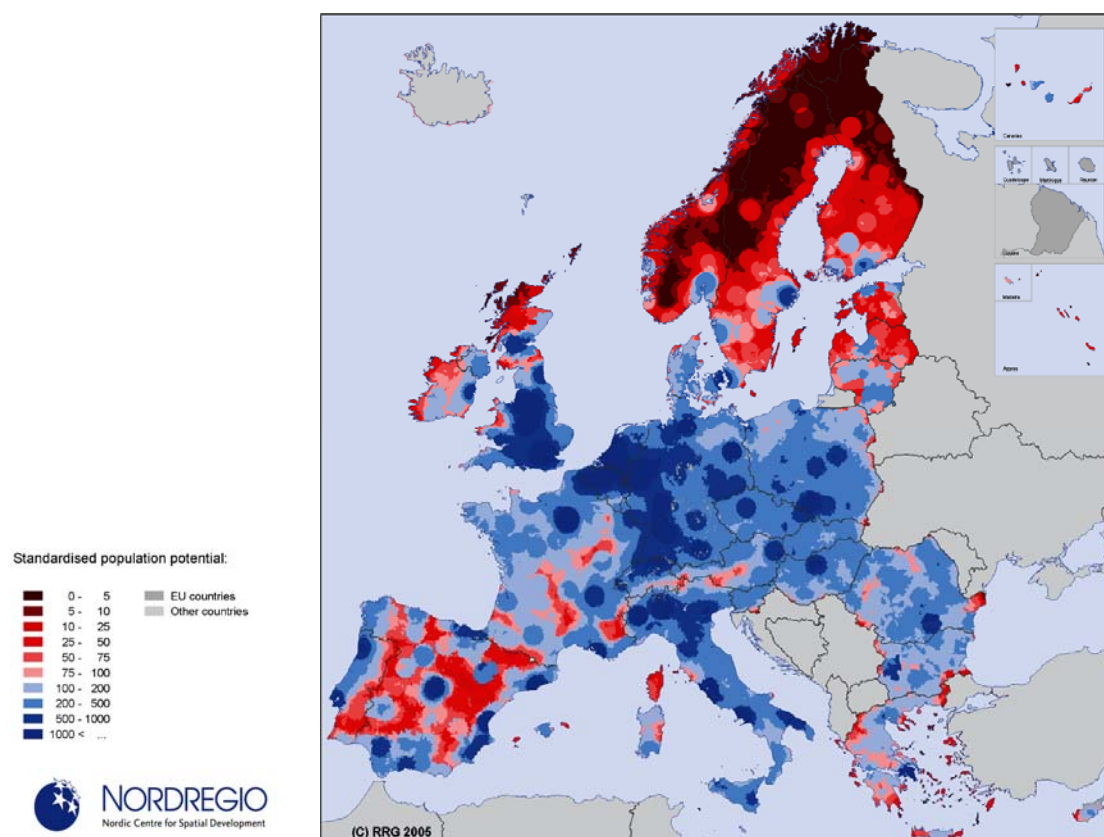 Canaries
Guadeloupe Martinique Reunion
Guyane
Madeira
Açores
Standardised population potential:
0 - 5
5 - 10
10 - 25
25 - 50
50 - 75
75 - 100
100 - 200
200 - 500
500 - 1000
1000 < ...
EU countries
Other countries
NORDREGIO
Nordic Centre for Spatial Development
(C) RRG 2005